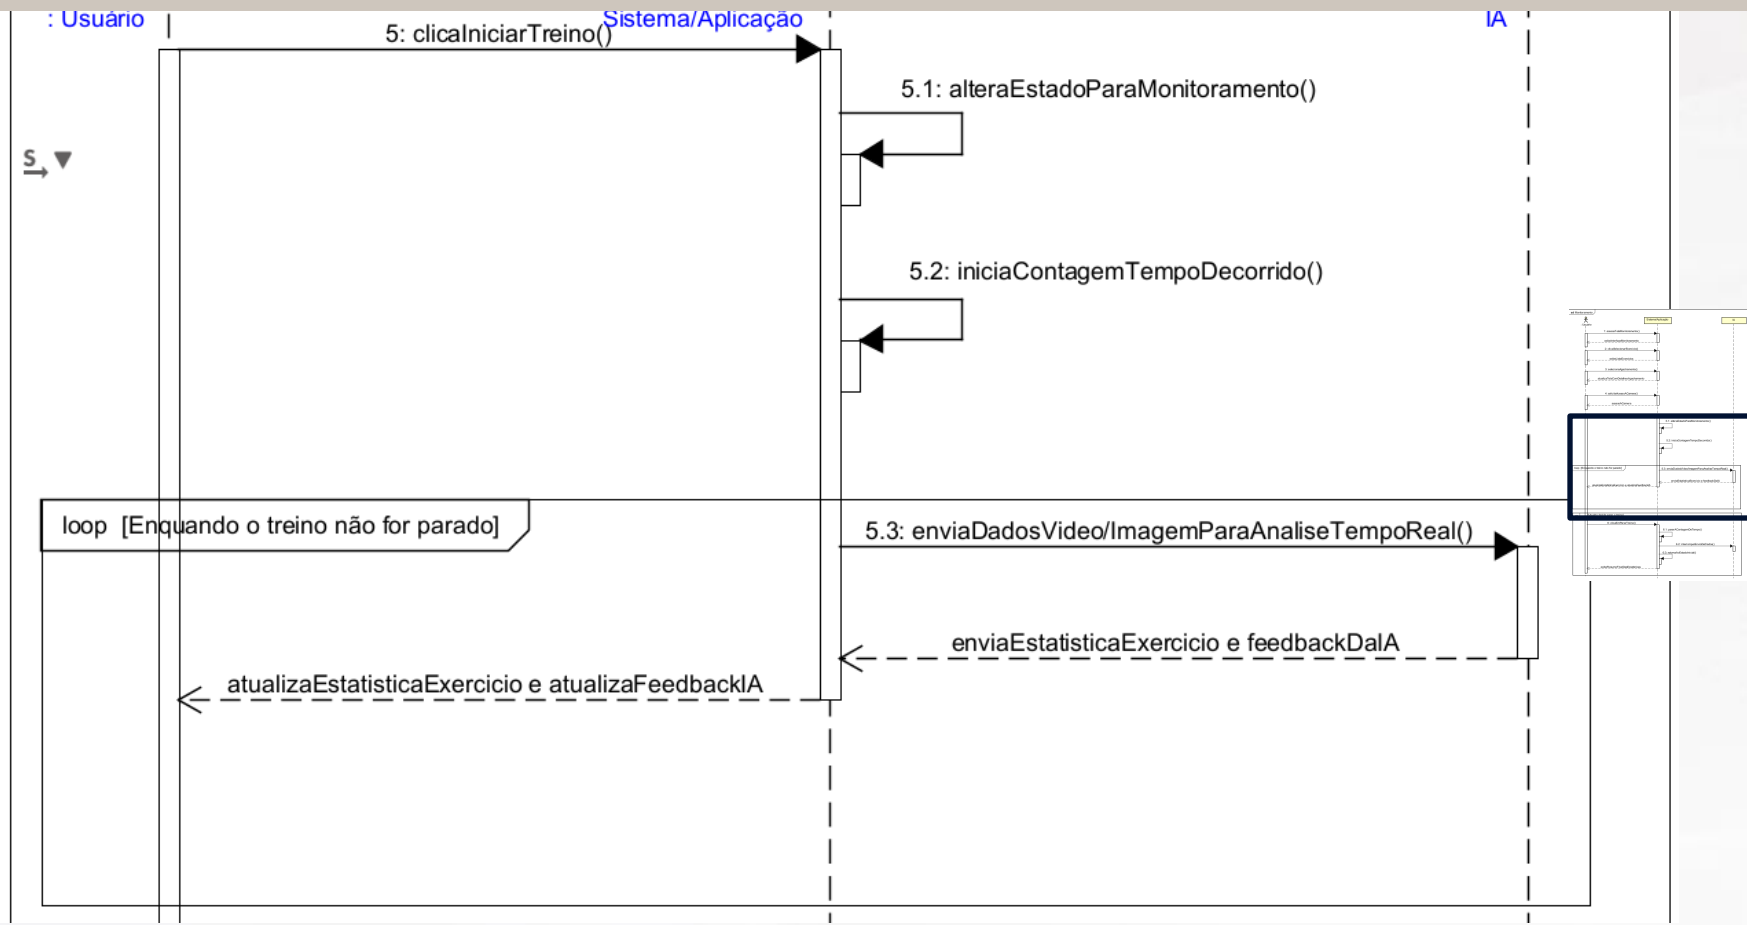 : Usuário
Sistema/Aplicação
IA
5: clicaIniciarTreino()
5.1: alteraEstadoParaMonitoramento()
S
5.2: iniciaContagemTempoDecorrido()
loop [Enquando o treino não for parado]
5.3: enviaDadosVideo/ImagemParaAnaliseTempoReal()
enviaEstatisticaExercicio e feedbackDaIA
atualizaEstatisticaExercicio e atualizaFeedbackIA